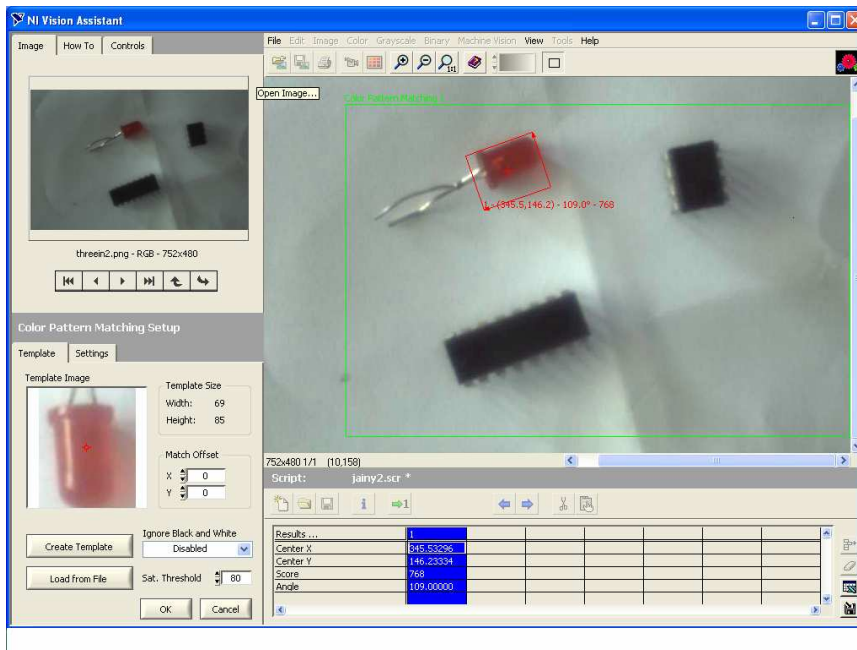 NI Vision Assistant
Image How To Controls
File Edit Image Color Grayscale Binary Machine Vision View Tools Help
1:1
Open Image...
Color Pattern Matching 1
1 - (345.5,146.2) - 109.0° - 768
threein2.png - RGB - 752x480
Color Pattern Matching Setup
Template Settings
Template Image
Template Size
Width: 69
Height: 85
Match Offset
X 0
Y 0
Create Template
Ignore Black and White
Disabled
Load from File
Sat. Threshold 80
OK Cancel
752x480 1/1 (10,158)
Script: jainy2.scr *
1
Results ... 1
Center X 345.53296
Center Y 146.23334
Score 768
Angle 109.00000